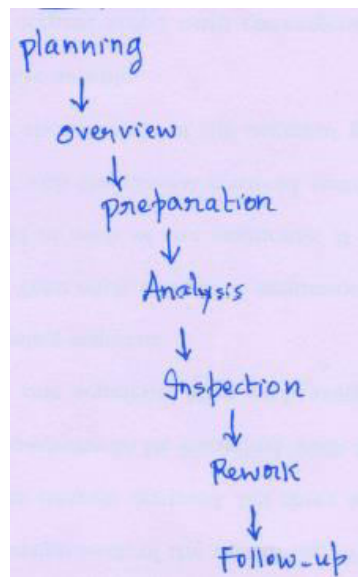 planning
overview
preparation
Analysis
Inspection
Rework
Follow-up